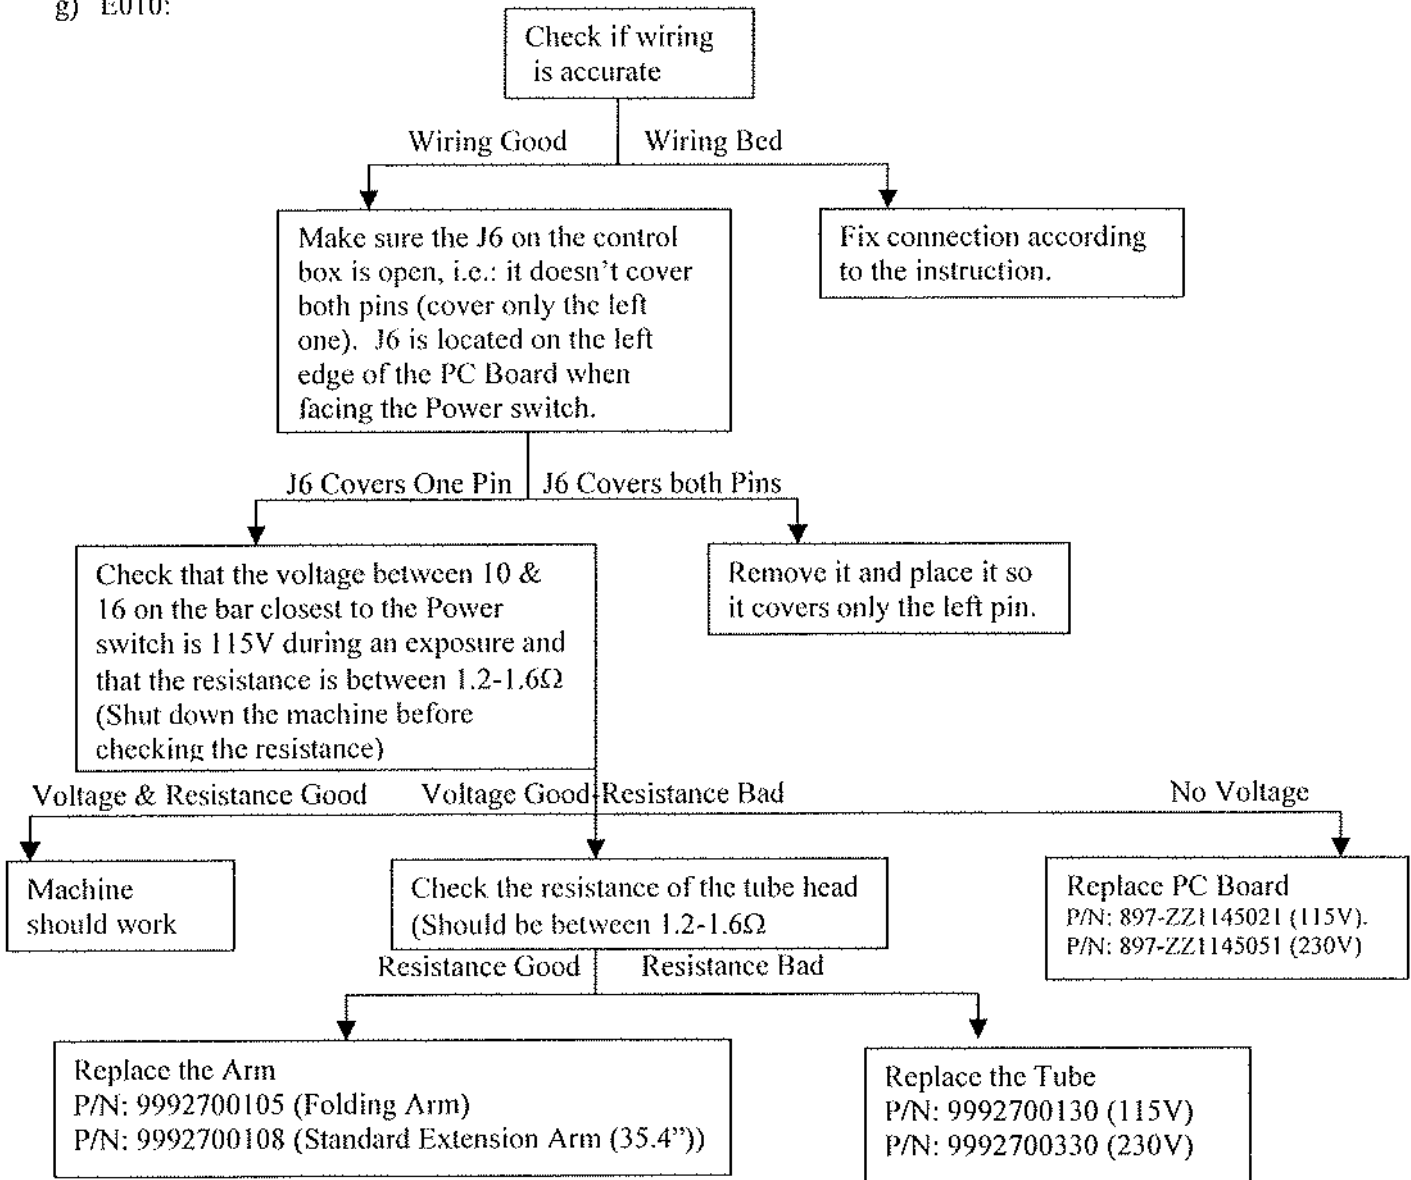 g) E010:
Check if wiring
is accurate
Wiring Good
Wiring Bed
Make sure the J6 on the control
box is open, i.e.: it doesn't cover
both pins (cover only the left
one). J6 is located on the left
edge of the PC Board when
facing the Power switch.
Fix connection according
to the instruction.
J6 Covers One Pin
J6 Covers both Pins
Check that the voltage between 10 &
16 on the bar closest to the Power
switch is 115V during an exposure and
that the resistance is between 1.2-1.6Ω
(Shut down the machine before
checking the resistance)
Remove it and place it so
it covers only the left pin.
Voltage & Resistance Good
Voltage Good-Resistance Bad
No Voltage
Machine
should work
Check the resistance of the tube head
(Should be between 1.2-1.6Ω
Replace PC Board
P/N: 897-ZZ1145021 (115V).
P/N: 897-ZZ1145051 (230V)
Resistance Good
Resistance Bad
Replace the Arm
P/N: 9992700105 (Folding Arm)
P/N: 9992700108 (Standard Extension Arm (35.4"))
Replace the Tube
P/N: 9992700130 (115V)
P/N: 9992700330 (230V)